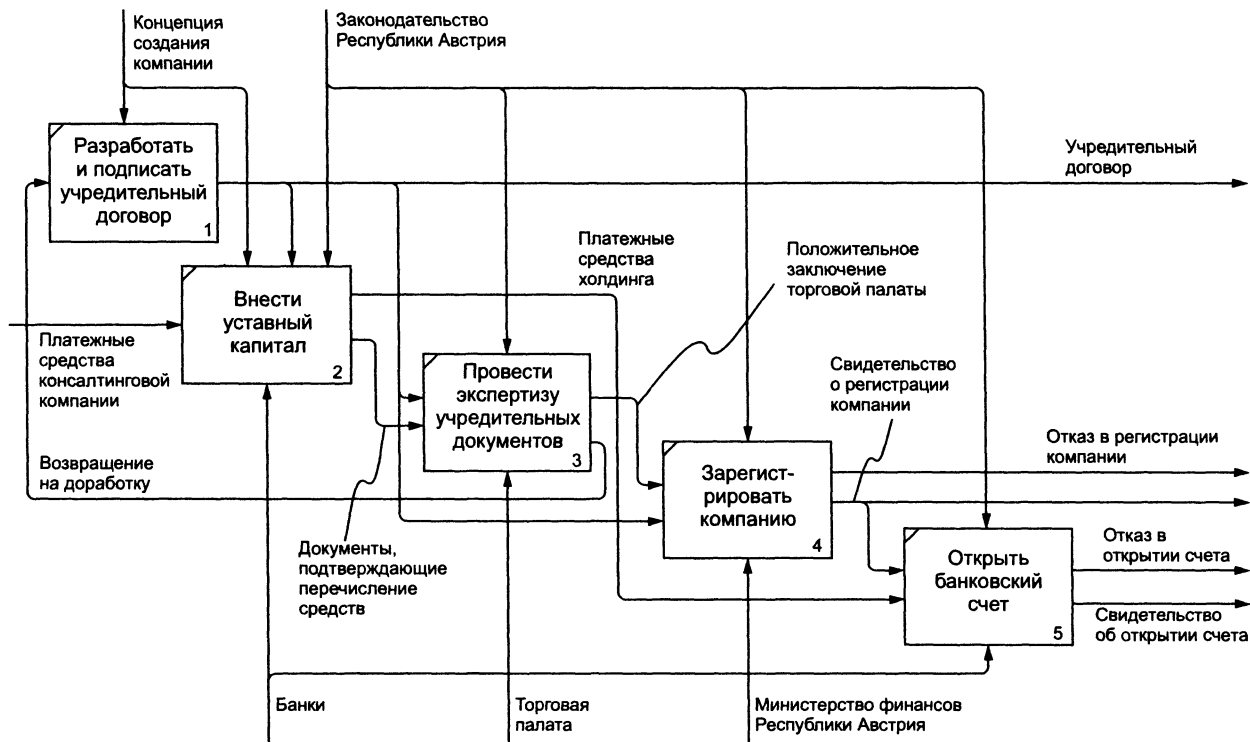 Концепция
создания
компании
Законодательство
Республики Австрия
Разработать
и подписать
учредительный
договор
1
Учредительный
договор
Платежные
средства
холдинга
Положительное
заключение
торговой палаты
Внести
уставный
капитал
2
Платежные
средства
консалтинговой
компании
Провести
экспертизу
учредительных
документов
3
Свидетельство
о регистрации
компании
Возвращение
на доработку
Зарегист-
рировать
компанию
4
Отказ в регистрации
компании
Документы,
подтверждающие
перечисление
средств
Открыть
банковский
счет
5
Отказ в
открытии счета
Свидетельство
об открытии счета
Банки
Торговая
палата
Министерство финансов
Республики Австрия